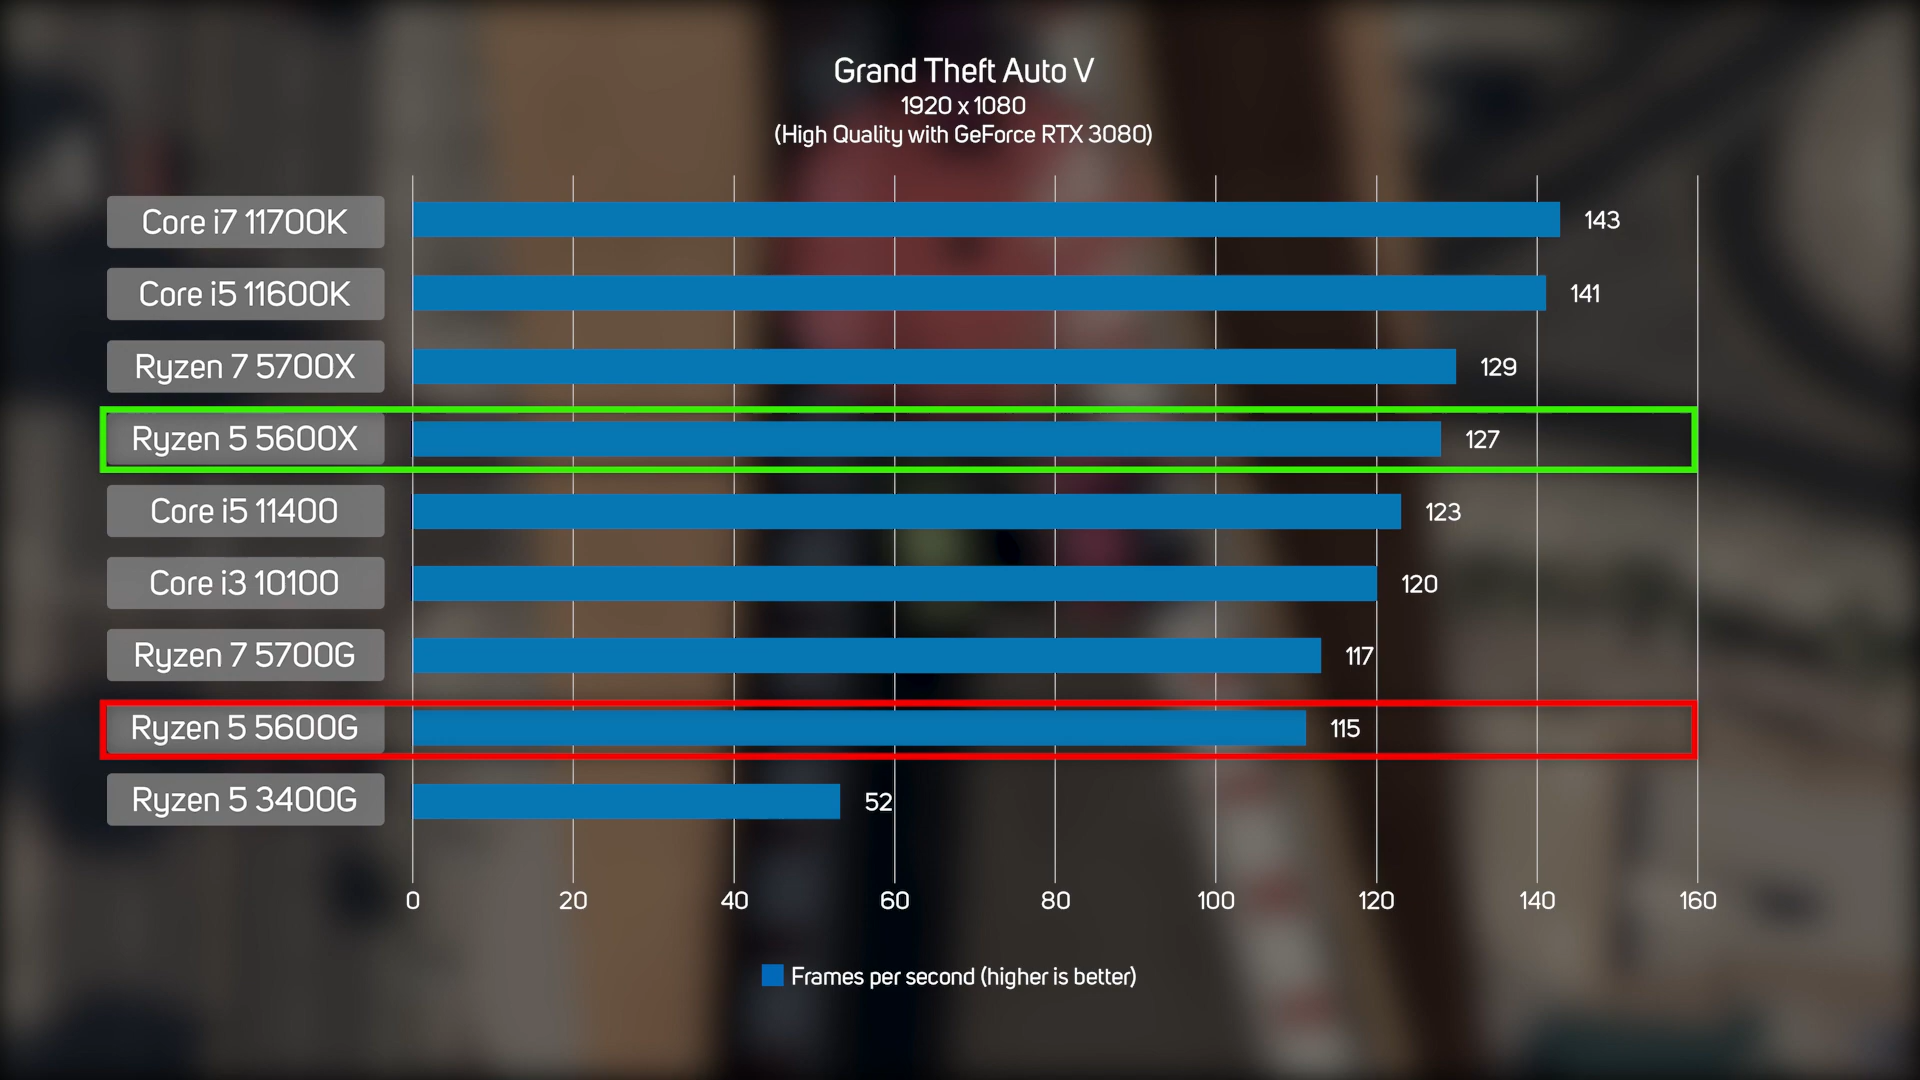 Grand Theft Auto V
1920 x 1080
(High Quality with GeForce RTX 3080)
Core i7 11700K 143
Core i5 11600K 141
Ryzen 7 5700X 129
Ryzen 5 5600X 127
Core i5 11400 123
Core i3 10100 120
Ryzen 7 5700G 117
Ryzen 5 5600G 115
Ryzen 5 3400G 52
0 20 40 60 80 100 120 140 160
Frames per second (higher is better)